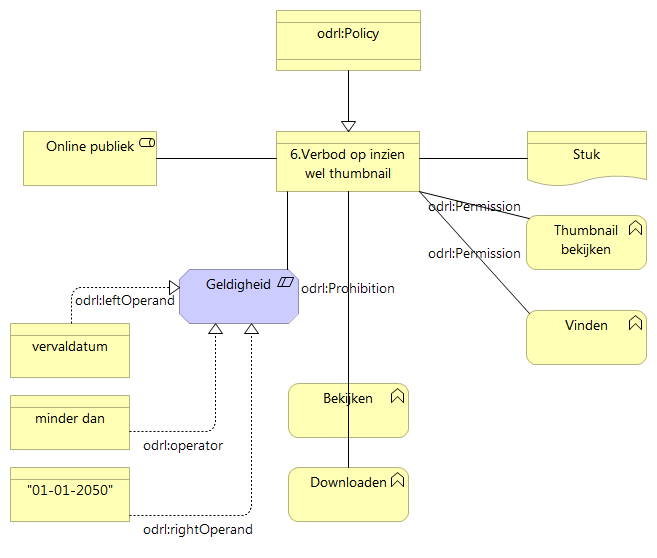 odrl:Policy
Online publiek
6.Verbod op inzien
wel thumbnail
Stuk
odrl:Permission
Thumbnail
bekijken
odrl:Permission
Geldigheid
odrl:Prohibition
odrl:leftOperand
Vinden
vervaldatum
Bekijken
minder dan
odrl:operator
Downloaden
"01-01-2050"
odrl:rightOperand